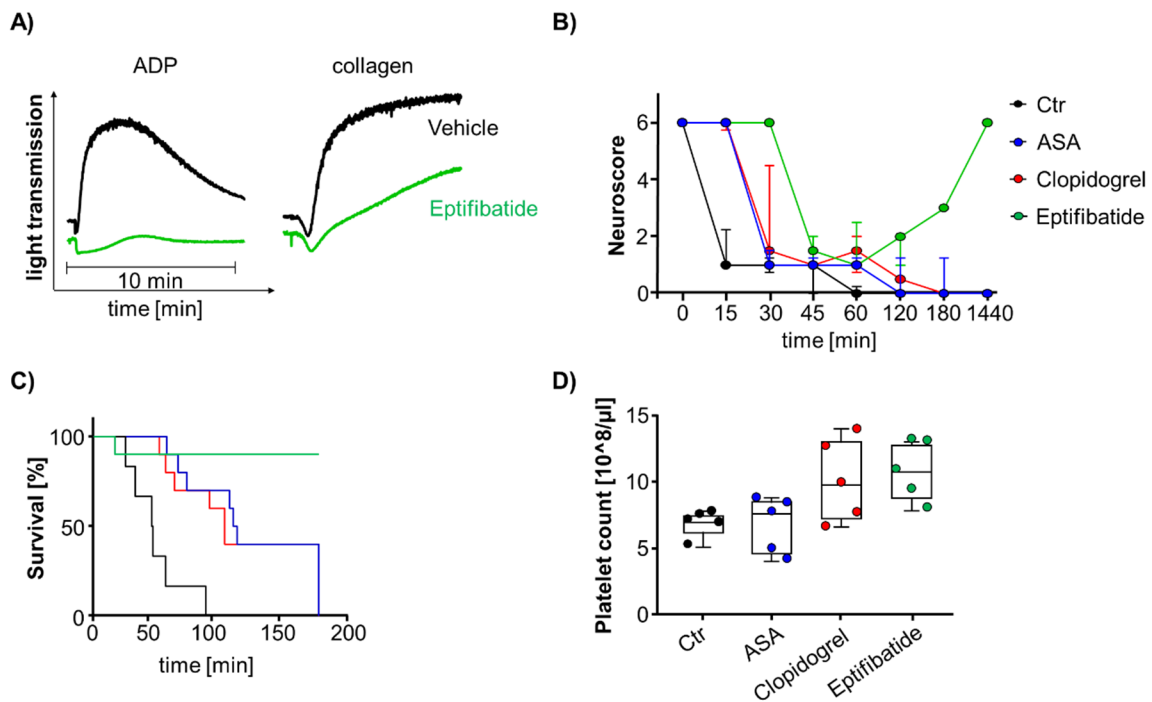 A)
ADP
collagen
light transmission
Vehicle
Eptifibatide
10 min
time [min]
B)
Neuroscore
6
4
2
0
0 15 30 45 60 120 180 1440
time [min]
Ctr
ASA
Clopidogrel
Eptifibatide
C)
Survival [%]
100
50
0
0 50 100 150 200
time [min]
D)
Platelet count [10^8/µl]
15
10
5
0
Ctr
ASA
Clopidogrel
Eptifibatide